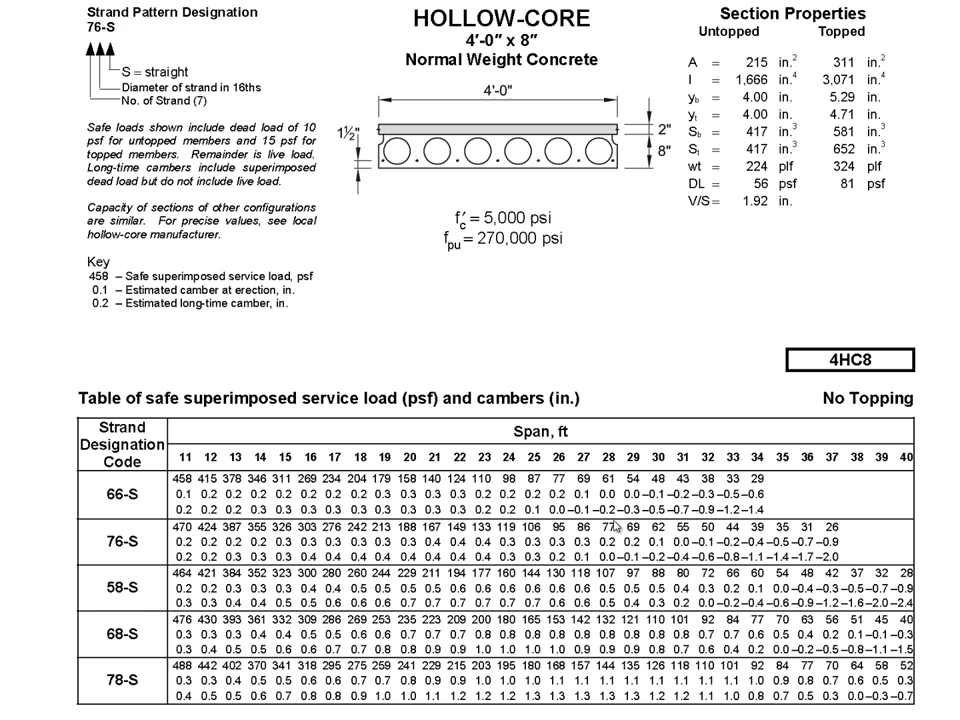 Strand Pattern Designation
76-S
S = straight
Diameter of strand in 16ths
No. of Strand (7)
Safe loads shown include dead load of 10
psf for untopped members and 15 psf for
topped members. Remainder is live load.
Long-time cambers include superimposed
dead load but do not include live load.
Capacity of sections of other configurations
are similar. For precise values, see local
hollow-core manufacturer.
Key
458 – Safe superimposed service load, psf
0.1 – Estimated camber at erection, in.
0.2 – Estimated long-time camber, in.
HOLLOW-CORE
4′-0″ x 8″
Normal Weight Concrete
4'-0"
1½"
2"
8"
f′c = 5,000 psi
fpu = 270,000 psi
Section Properties
Untopped Topped
A = 215 in.² 311 in.²
I = 1,666 in.⁴ 3,071 in.⁴
yb = 4.00 in. 5.29 in.
yt = 4.00 in. 4.71 in.
Sb = 417 in.³ 581 in.³
St = 417 in.³ 652 in.³
wt = 224 plf 324 plf
DL = 56 psf 81 psf
V/S = 1.92 in.
4HC8
Table of safe superimposed service load (psf) and cambers (in.) No Topping
Strand Designation Code
Span, ft
11 12 13 14 15 16 17 18 19 20 21 22 23 24 25 26 27 28 29 30 31 32 33 34 35 36 37 38 39 40
66-S
458 415 378 346 311 269 234 204 179 158 140 124 110 98 87 77 69 61 54 48 43 38 33 29
0.1 0.2 0.2 0.2 0.2 0.2 0.2 0.2 0.3 0.3 0.3 0.3 0.2 0.2 0.2 0.2 0.1 0.0 0.0 –0.1 –0.2 –0.3 –0.5 –0.6
0.2 0.2 0.2 0.2 0.3 0.3 0.3 0.3 0.3 0.3 0.3 0.2 0.2 0.2 0.1 0.0 –0.1 –0.2 –0.3 –0.5 –0.7 –0.9 –1.2 –1.4
76-S
470 424 387 355 326 303 276 242 213 188 167 149 133 119 106 95 86 77 69 62 55 50 44 39 35 31 26
0.2 0.2 0.2 0.2 0.3 0.3 0.3 0.3 0.3 0.3 0.4 0.4 0.4 0.3 0.3 0.3 0.3 0.2 0.2 0.1 0.0 –0.1 –0.2 –0.4 –0.5 –0.7 –0.9
0.2 0.2 0.3 0.3 0.3 0.4 0.4 0.4 0.4 0.4 0.4 0.4 0.4 0.3 0.3 0.2 0.1 0.0 –0.1 –0.2 –0.4 –0.6 –0.8 –1.1 –1.4 –1.7 –2.0
58-S
464 421 384 352 323 300 280 260 244 229 211 194 177 160 144 130 118 107 97 88 80 72 66 60 54 48 42 37 32 28
0.2 0.2 0.3 0.3 0.3 0.4 0.4 0.5 0.5 0.5 0.5 0.6 0.6 0.6 0.6 0.6 0.6 0.5 0.5 0.5 0.4 0.3 0.2 0.1 0.0 –0.4 –0.3 –0.5 –0.7 –0.9
0.3 0.3 0.4 0.4 0.5 0.5 0.6 0.6 0.6 0.7 0.7 0.7 0.7 0.7 0.6 0.6 0.5 0.4 0.3 0.2 0.0 –0.2 –0.4 –0.6 –0.9 –1.2 –1.6 –2.0 –2.4
68-S
476 430 393 361 332 309 286 269 253 235 223 209 200 180 165 153 142 132 121 110 101 92 84 77 70 63 56 51 45 40
0.3 0.3 0.3 0.4 0.4 0.5 0.5 0.6 0.6 0.7 0.7 0.7 0.8 0.8 0.8 0.8 0.8 0.8 0.8 0.8 0.8 0.7 0.7 0.6 0.5 0.4 0.2 0.1 –0.1 –0.3
0.3 0.4 0.5 0.5 0.6 0.6 0.7 0.7 0.8 0.8 0.9 0.9 1.0 1.0 1.0 1.0 0.9 0.9 0.9 0.8 0.7 0.6 0.4 0.2 0.0 –0.2 –0.5 –0.8 –1.1 –1.5
78-S
488 442 402 370 341 318 295 275 259 241 229 215 203 195 180 168 157 144 135 126 118 110 101 92 84 77 70 64 58 52
0.3 0.3 0.4 0.5 0.5 0.6 0.6 0.7 0.7 0.8 0.9 0.9 1.0 1.0 1.0 1.1 1.1 1.1 1.1 1.1 1.1 1.0 1.0 1.0 0.9 0.8 0.7 0.6 0.5 0.3
0.4 0.5 0.5 0.6 0.7 0.8 0.8 0.9 1.0 1.0 1.1 1.2 1.2 1.2 1.3 1.3 1.3 1.3 1.3 1.2 1.2 1.1 1.0 0.8 0.7 0.5 0.3 0.0 –0.3 –0.7